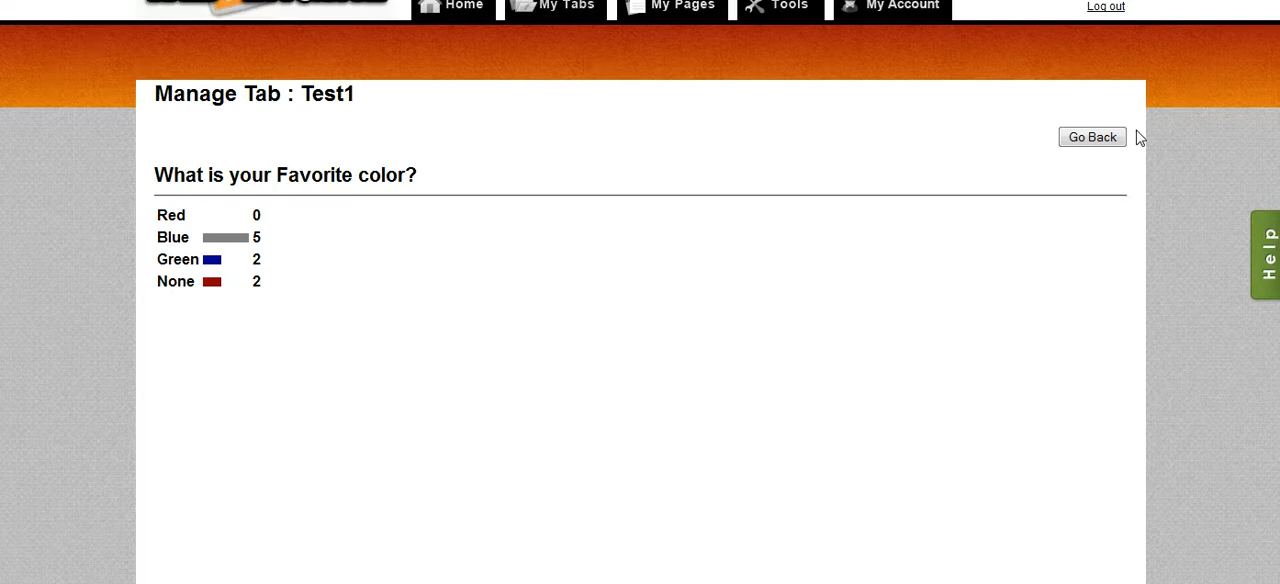 Home My Tabs My Pages Tools My Account Log out
Manage Tab : Test1
Go Back
What is your Favorite color?
Red 0
Blue 5
Green 2
None 2
Help